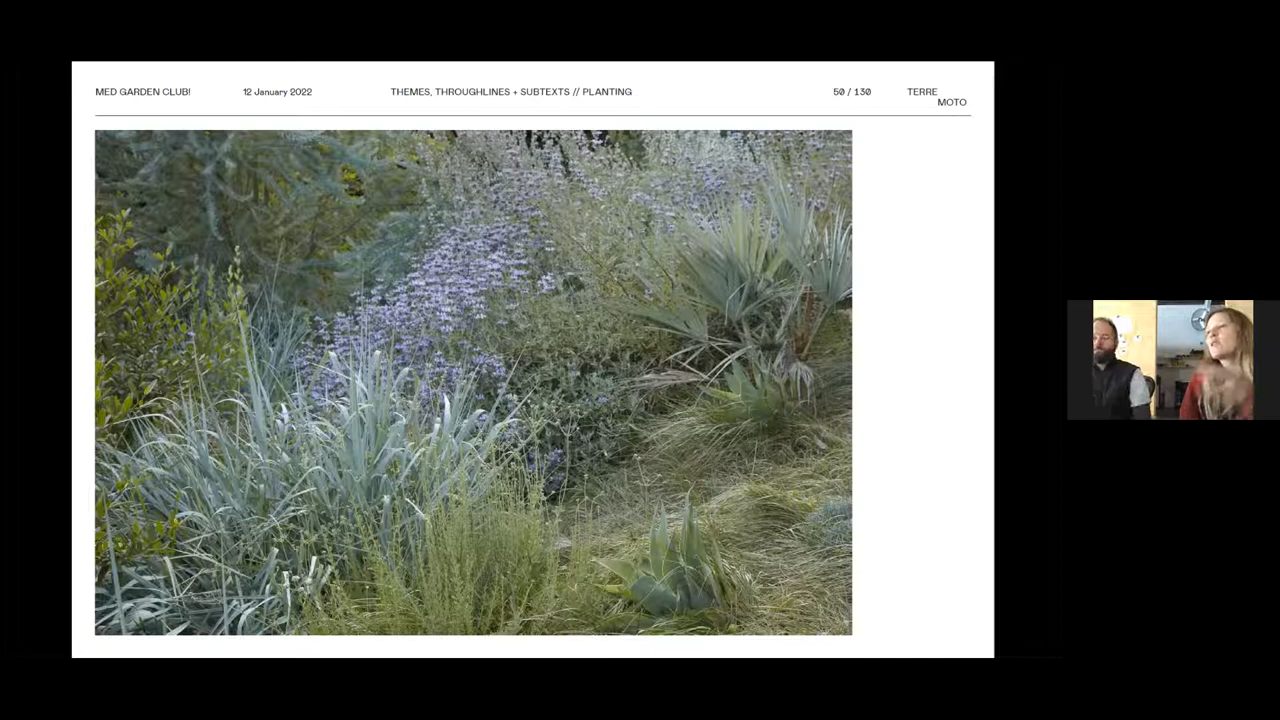 MED GARDEN CLUB! 12 January 2022 THEMES, THROUGHLINES + SUBTEXTS // PLANTING 50 / 130 TERRE
MOTO